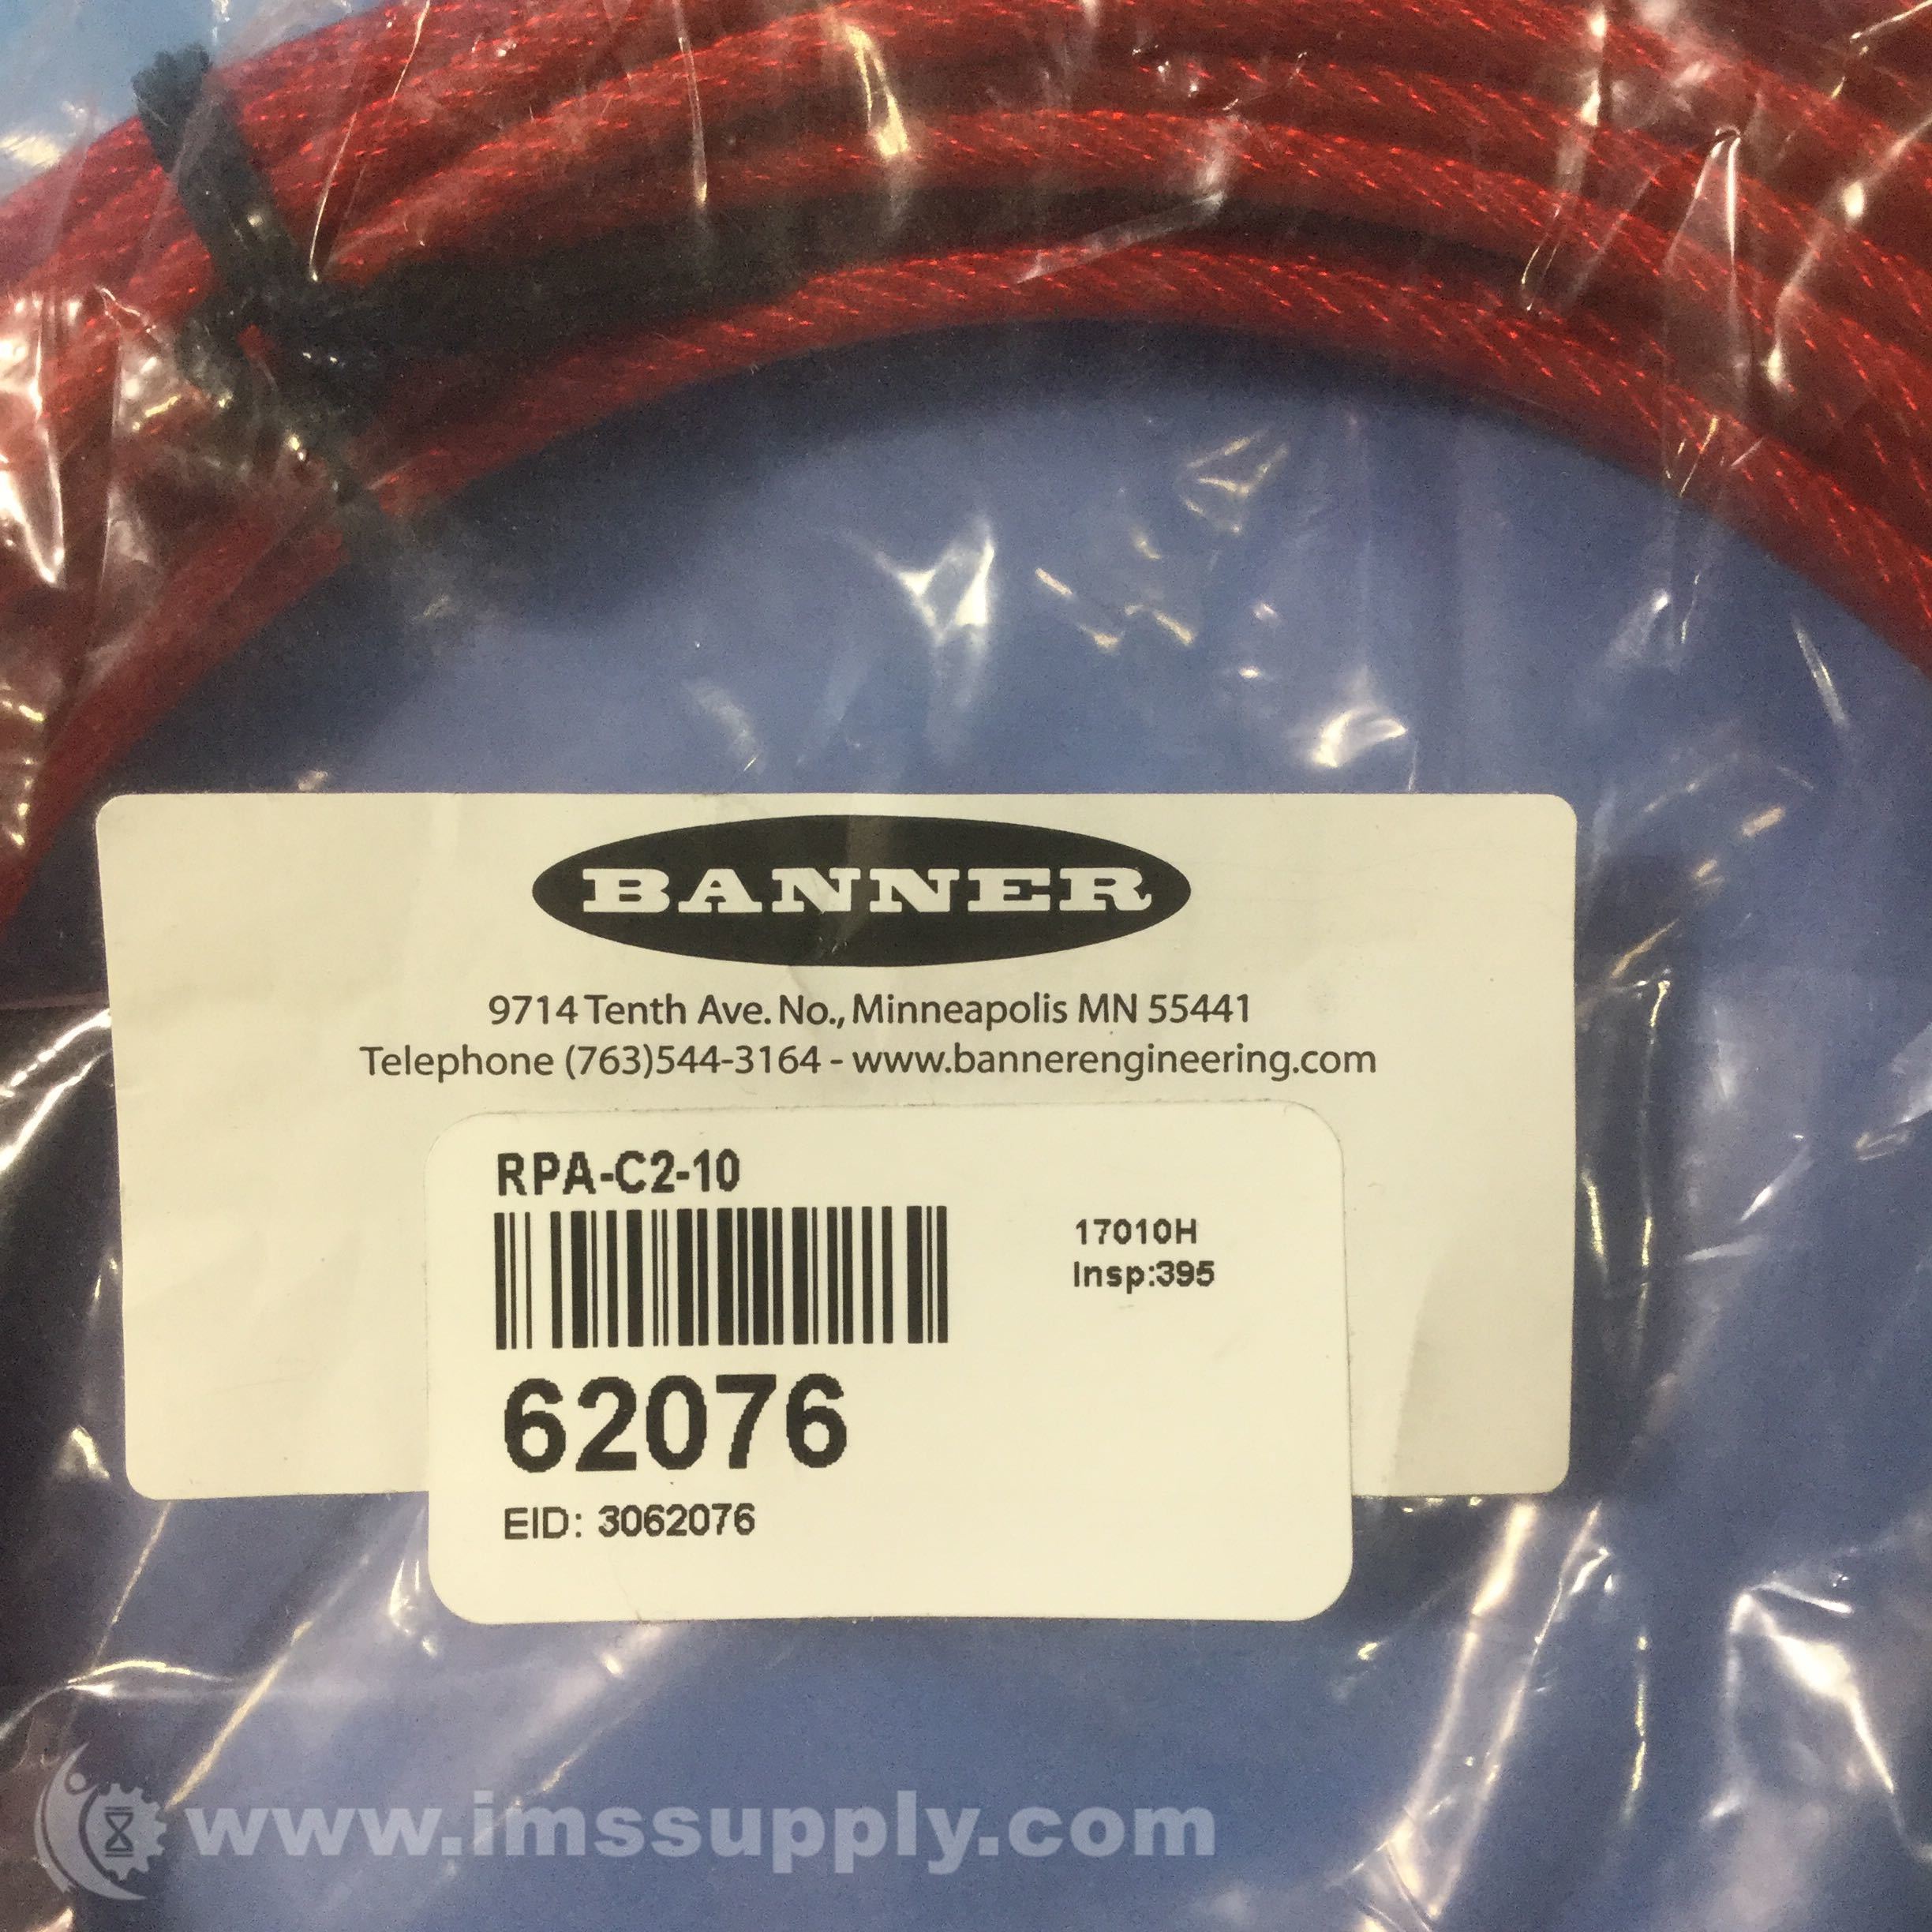 BANNER
9714 Tenth Ave. No., Minneapolis MN 55441
Telephone (763)544-3164 - www.bannerengineering.com
RPA-C2-10
17010H
Insp:395
62076
EID: 3062076
www.imssupply.com